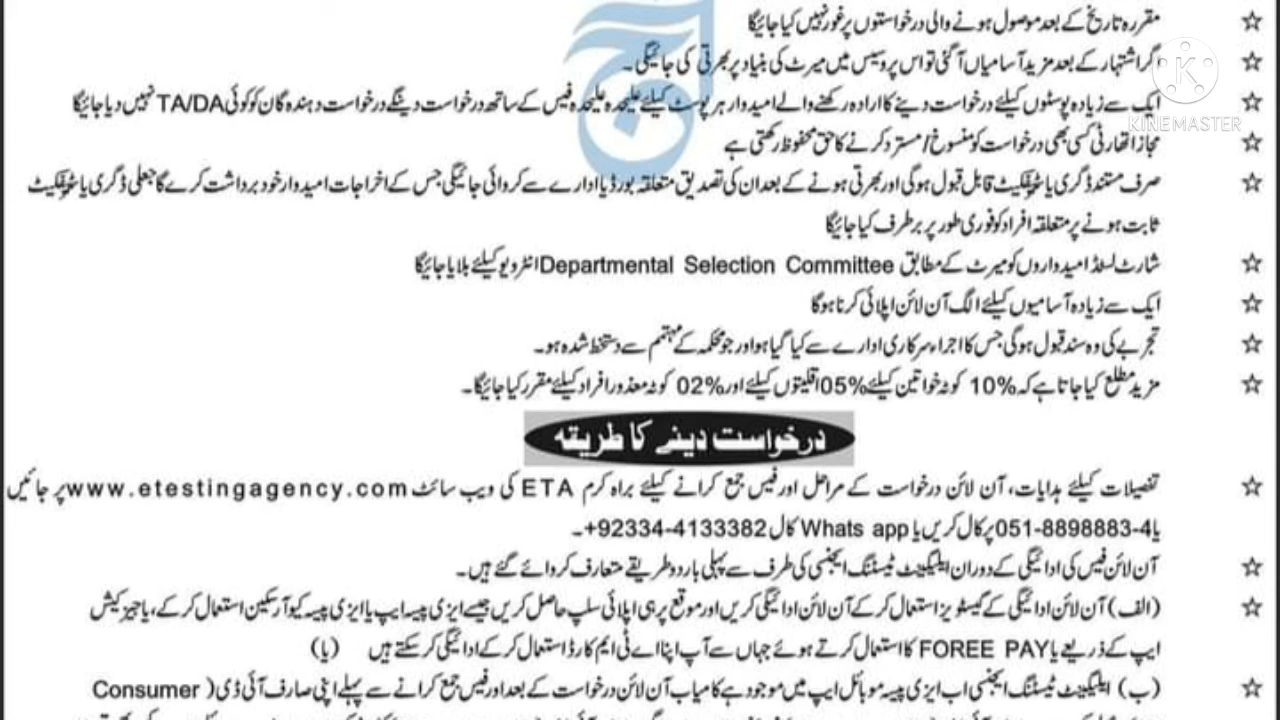 مقررہ تاریخ کے بعد موصول ہونے والی درخواستوں پر غور نہیں کیا جائیگا
اگر اشتہار کے بعد مزید آسامیاں آگئی تو اس پروسیس میں میرٹ کی بنیاد پر بھرتی کی جائیگی۔
ایک سے زیادہ پوسٹوں کیلئے درخواست دینے کا ارادہ رکھنے والے امیدوار ہر پوسٹ کیلئے علیحدہ علیحدہ فیس کے ساتھ درخواست دینگے درخواست دہندہ گان کو کوئی TA/DA نہیں دیا جائیگا
مجاز اتھارٹی کسی بھی درخواست کو منسوخ/مسترد کرنے کا حق محفوظ رکھتی ہے
صرف مستند ڈگری یا سرٹیفکیٹ قابل قبول ہوگی اور بھرتی ہونے کے بعد ان کی تصدیق متعلقہ بورڈ یا ادارے سے کروائی جائیگی جس کے اخراجات امیدوار خود برداشت کرے گا جعلی ڈگری یا سرٹیفکیٹ
ثابت ہونے پر متعلقہ افراد کو فوری طور پر برطرف کیا جائیگا
شارٹ لسٹڈ امیدواروں کو میرٹ کے مطابق Departmental Selection Committee انٹرویو کیلئے بلایا جائیگا
ایک سے زیادہ آسامیوں کیلئے الگ آن لائن اپلائی کرنا ہوگا
تجربے کی وہ سند قبول ہوگی جس کا اجراء سرکاری ادارے سے کیا گیا ہو اور جو محکمہ کے مہتمم سے دستخط شدہ ہو۔
مزید مطلع کیا جاتا ہے کہ 10% کوٹہ خواتین کیلئے 05% اقلیتوں کیلئے اور 02% کوٹہ معذور افراد کیلئے مقرر کیا جائیگا۔
درخواست دینے کا طریقہ
تفصیلات کیلئے ہدایات، آن لائن درخواست کے مراحل اور فیس جمع کرانے کیلئے براہ کرم ETA کی ویب سائٹ www.etestingagency.com پر جائیں
یا 051-8898883-4 پر کال کریں یا Whats app کال +92334-4133382۔
آن لائن فیس کی ادائیگی کے دوران ایلیگینٹ ٹیسٹنگ ایجنسی کی طرف سے پہلی بار دو طریقے متعارف کروائے گئے ہیں۔
(الف) آن لائن ادائیگی کے گیٹویز استعمال کرکے آن لائن ادائیگی کریں اور موقع پر ہی اپلائی سلپ حاصل کریں جیسے ایزی پیسہ ایپ یا ایزی پیسہ کیو آر سکین استعمال کرکے، یا جیز کیش
ایپ کے ذریعے یا FOREE PAY کا استعمال کرتے ہوئے جہاں سے آپ اپنا اے ٹی ایم کارڈ استعمال کرکے ادائیگی کر سکتے ہیں (یا)
(ب) ایلیگینٹ ٹیسٹنگ ایجنسی اب ایزی پیسہ موبائل ایپ میں موجود ہے کامیاب آن لائن درخواست کے بعد اور فیس جمع کرانے سے پہلے اپنی صارف آئی ڈی (Consumer
KINEMASTER